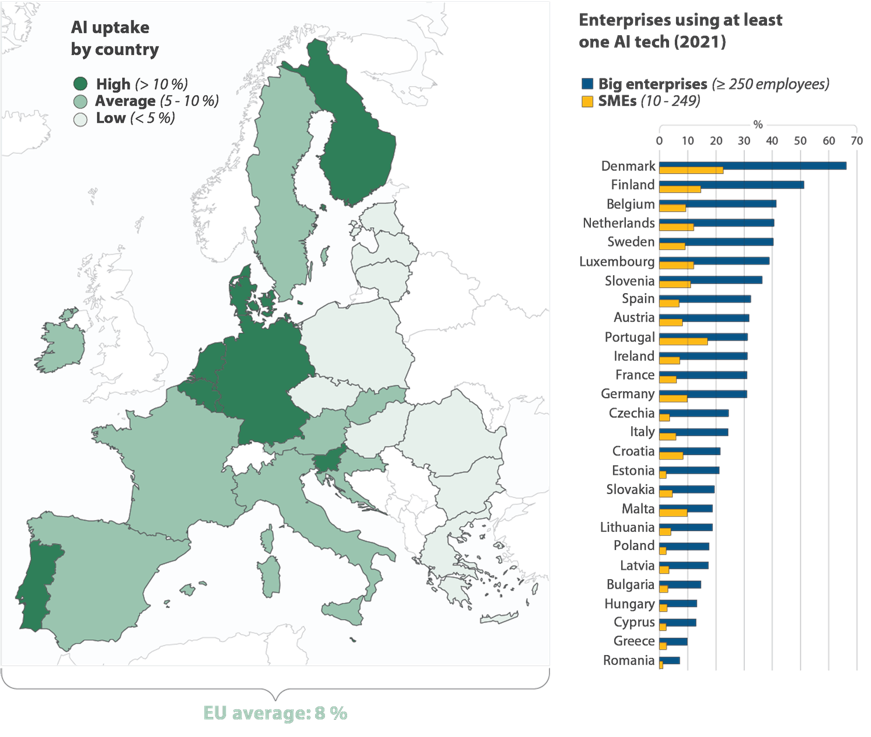 AI uptake
by country
High (> 10 %)
Average (5 - 10 %)
Low (< 5 %)
EU average: 8 %
Enterprises using at least
one AI tech (2021)
Big enterprises (≥ 250 employees)
SMEs (10 - 249)
%
0 10 20 30 40 50 60 70
Denmark
Finland
Belgium
Netherlands
Sweden
Luxembourg
Slovenia
Spain
Austria
Portugal
Ireland
France
Germany
Czechia
Italy
Croatia
Estonia
Slovakia
Malta
Lithuania
Poland
Latvia
Bulgaria
Hungary
Cyprus
Greece
Romania